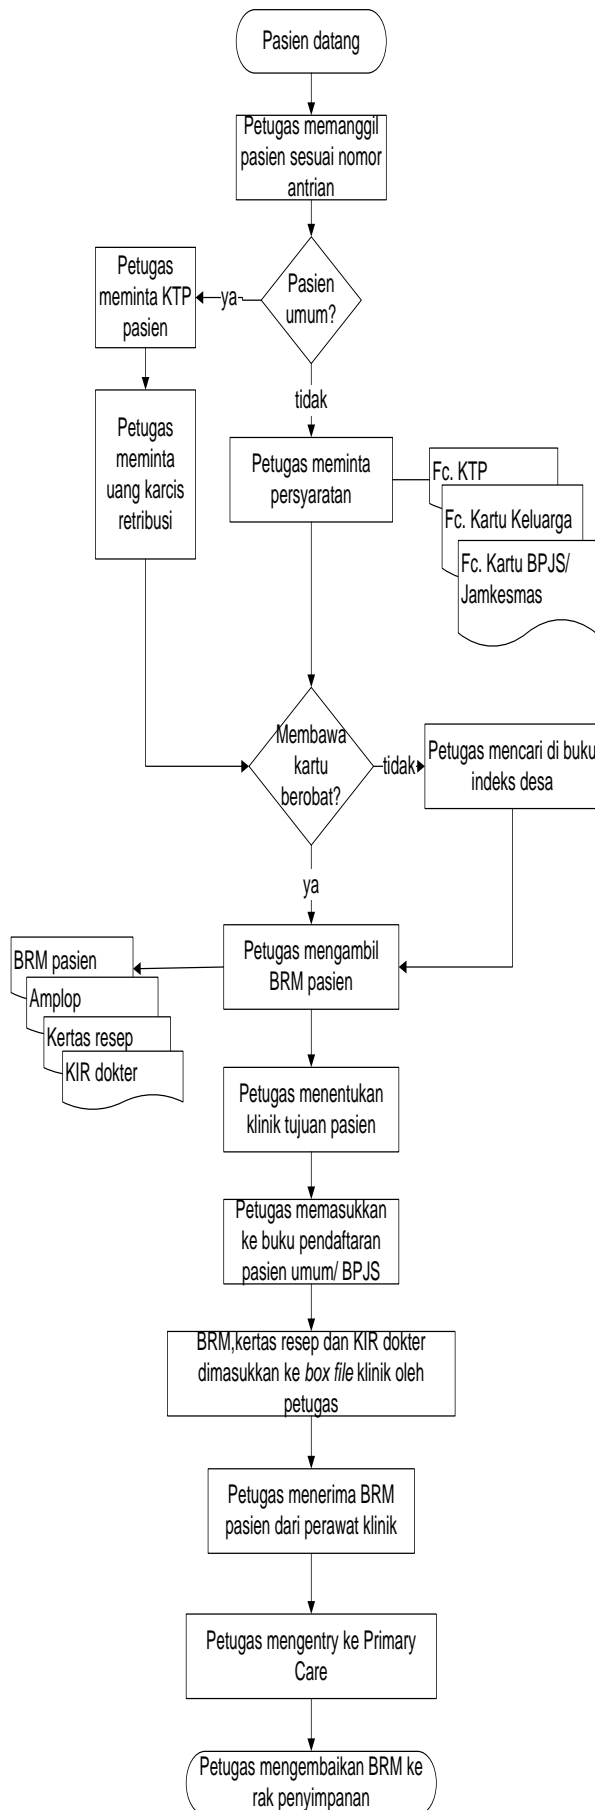 Pasien datang
Petugas memanggil
pasien sesuai nomor
antrian
Pasien
umum?
ya
Petugas
meminta KTP
pasien
Petugas
meminta
uang karcis
retribusi
tidak
Petugas meminta
persyaratan
Fc. KTP
Fc. Kartu Keluarga
Fc. Kartu BPJS/
Jamkesmas
Membawa
kartu
berobat?
tidak
Petugas mencari di buku
indeks desa
ya
Petugas mengambil
BRM pasien
BRM pasien
Amplop
Kertas resep
KIR dokter
Petugas menentukan
klinik tujuan pasien
Petugas memasukkan
ke buku pendaftaran
pasien umum/ BPJS
BRM,kertas resep dan KIR dokter
dimasukkan ke box file klinik oleh
petugas
Petugas menerima BRM
pasien dari perawat klinik
Petugas mengentry ke Primary
Care
Petugas mengembaikan BRM ke
rak penyimpanan